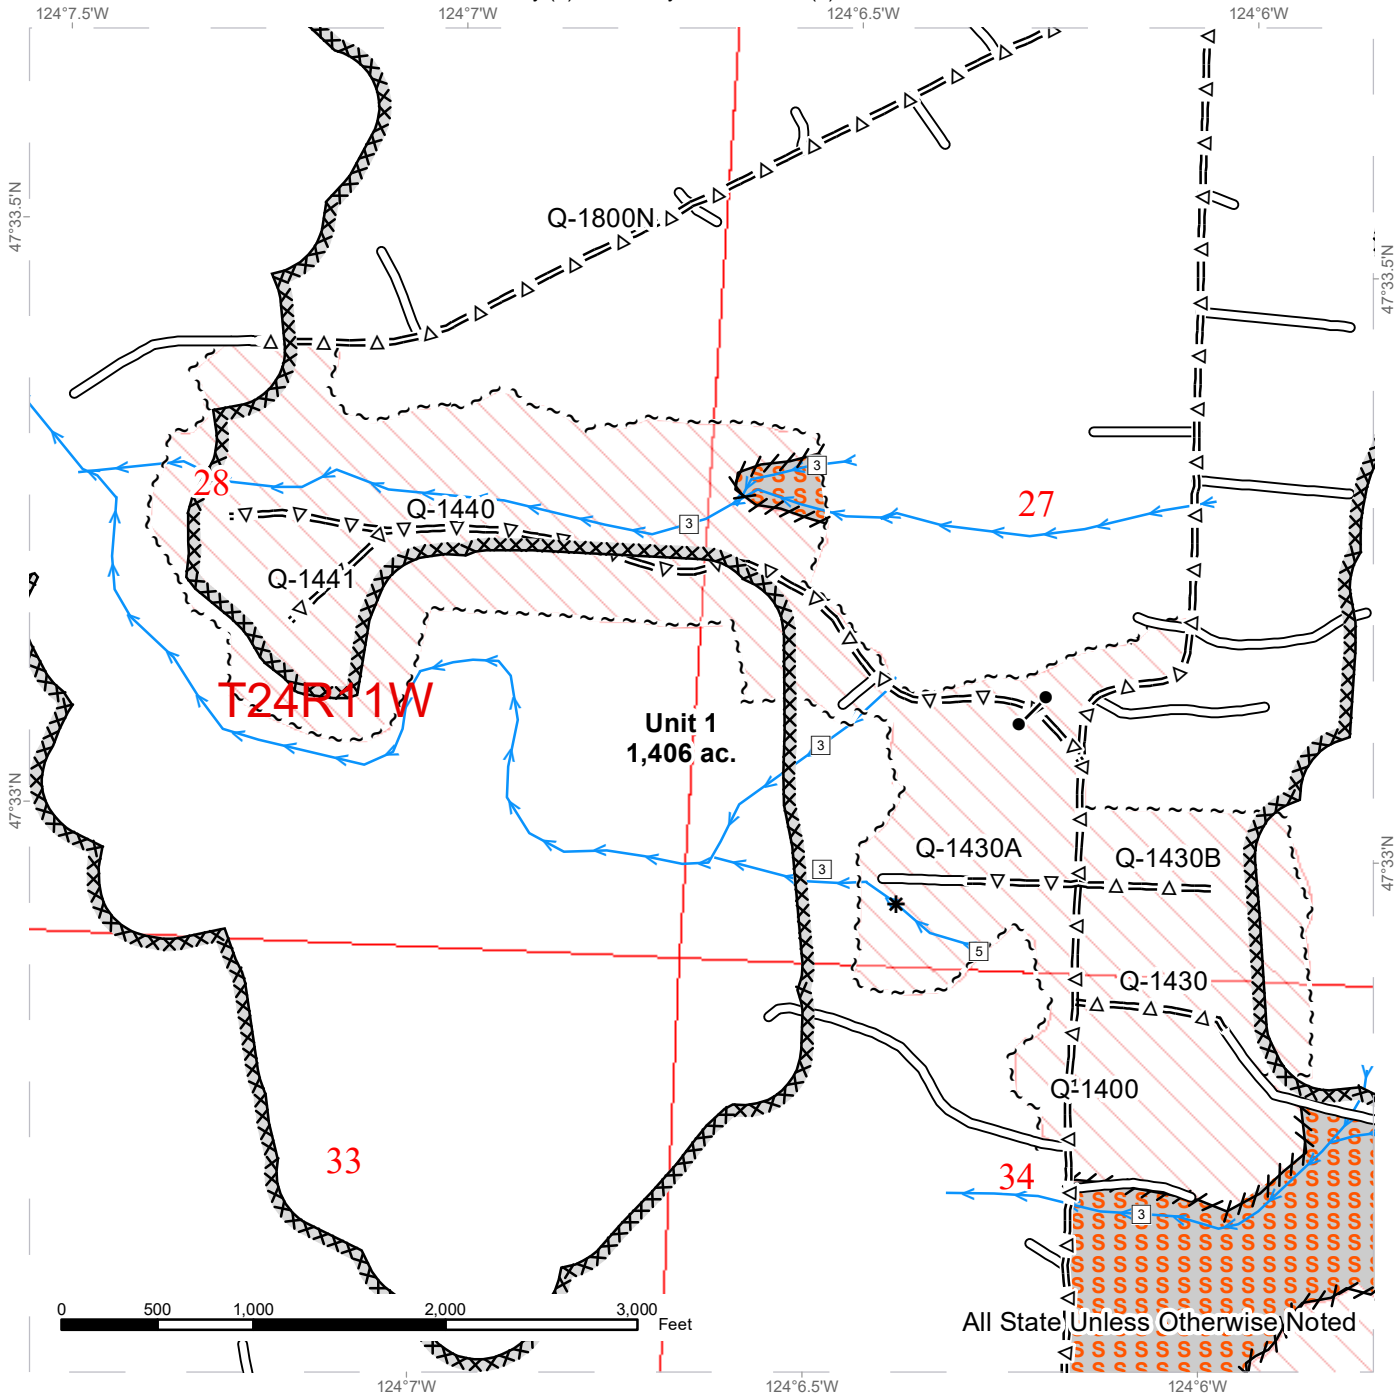 124°7.5'W
124°7'W
124°6.5'W
124°6'W
47°33.5'N
47°33.5'N
Q-1800N
3
28
27
Q-1440
3
Q-1441
T24R11W
Unit 1
1,406 ac.
3
47°33'N
47°33'N
Q-1430A
Q-1430B
3
5
Q-1430
Q-1400
33
34
3
0
500
1,000
2,000
3,000
Feet
All State Unless Otherwise Noted
124°7'W
124°6.5'W
124°6'W